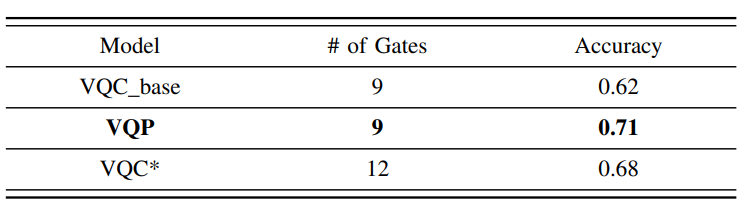 Model # of Gates Accuracy
VQC_base 9 0.62
VQP 9 0.71
VQC* 12 0.68